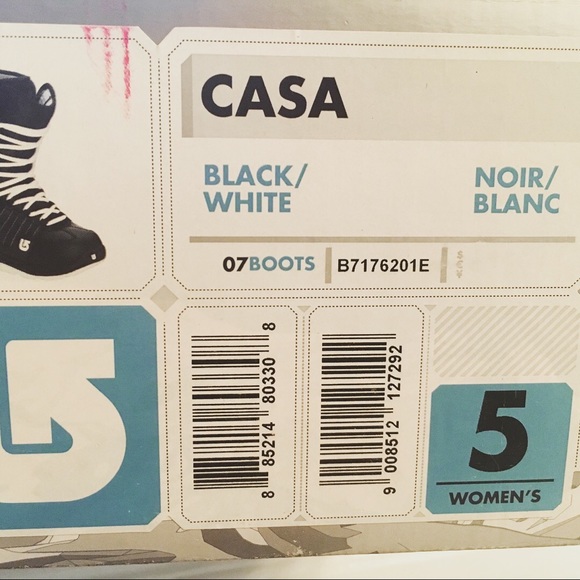 CASA
BLACK/
WHITE
NOIR/
BLANC
07BOOTS
B7176201E
8 85214 80330 8
9 008512 127292
5
WOMEN'S